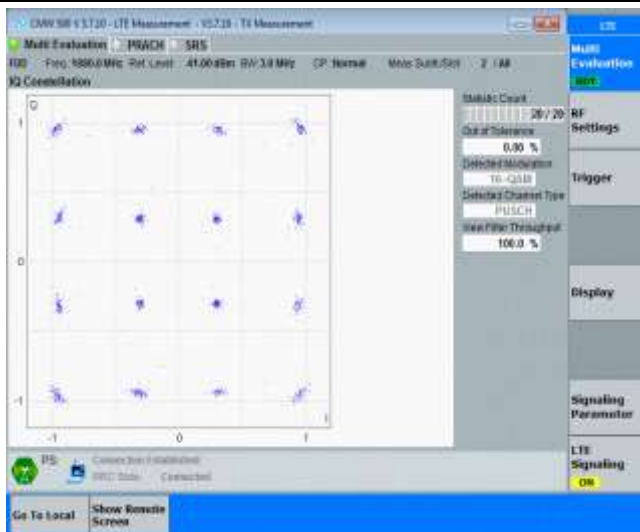 CMW 500 V 3.7.20 - LTE Measurement - V3.7.20 - TX Measurement
Multi Evaluation PRACH SRS
FDD Freq: 1880.0 MHz Ref. Level: 41.00 dBm BW: 3.0 MHz CP: Normal Meas Subfr./Slot 2 / All
IQ Constellation
Q
1
0
-1
-1 0 1
I
Statistic Count
20 / 20
Out of Tolerance
0.00 %
Detected Modulation
16-QAM
Detected Channel Type
PUSCH
View Filter Throughput
100.0 %
PS: Connection Established
RRC State: Connected
LTE
Multi Evaluation
RDY
RF Settings
Trigger
Display
Signaling Parameter
LTE Signaling
ON
Go To Local
Show Remote Screen